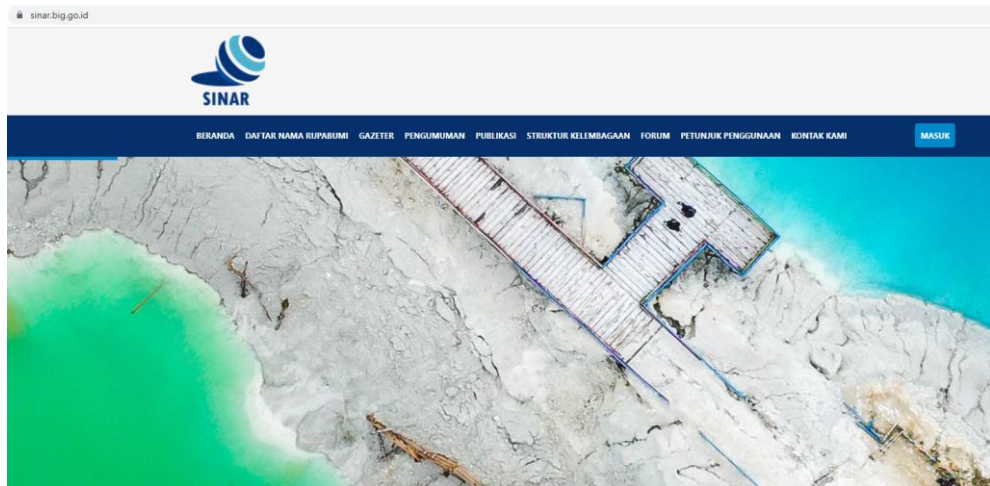 sinar.big.go.id
SINAR
BERANDA DAFTAR NAMA RUPABUMI GAZETER PENGUMUMAN PUBLIKASI STRUKTUR KELEMBAGAAN FORUM PETUNJUK PENGGUNAAN KONTAK KAMI MASUK